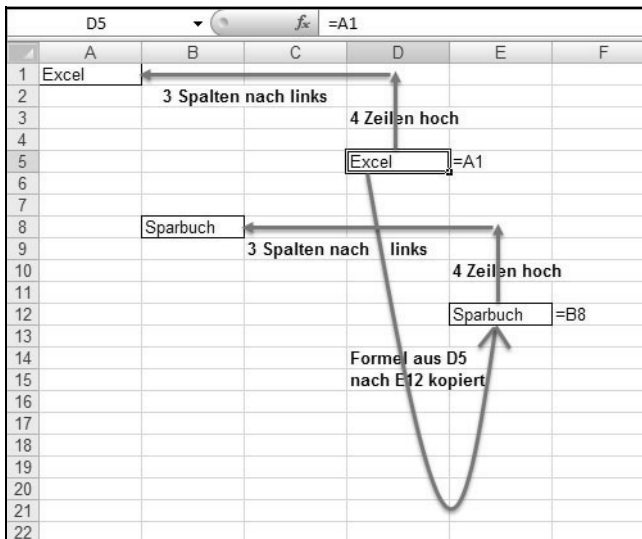 D5 fx =A1
A B C D E F
1 Excel
2 3 Spalten nach links
3 4 Zeilen hoch
4
5 Excel =A1
6
7
8 Sparbuch
9 3 Spalten nach links
10 4 Zeilen hoch
11
12 Sparbuch =B8
13
14 Formel aus D5
15 nach E12 kopiert
16
17
18
19
20
21
22